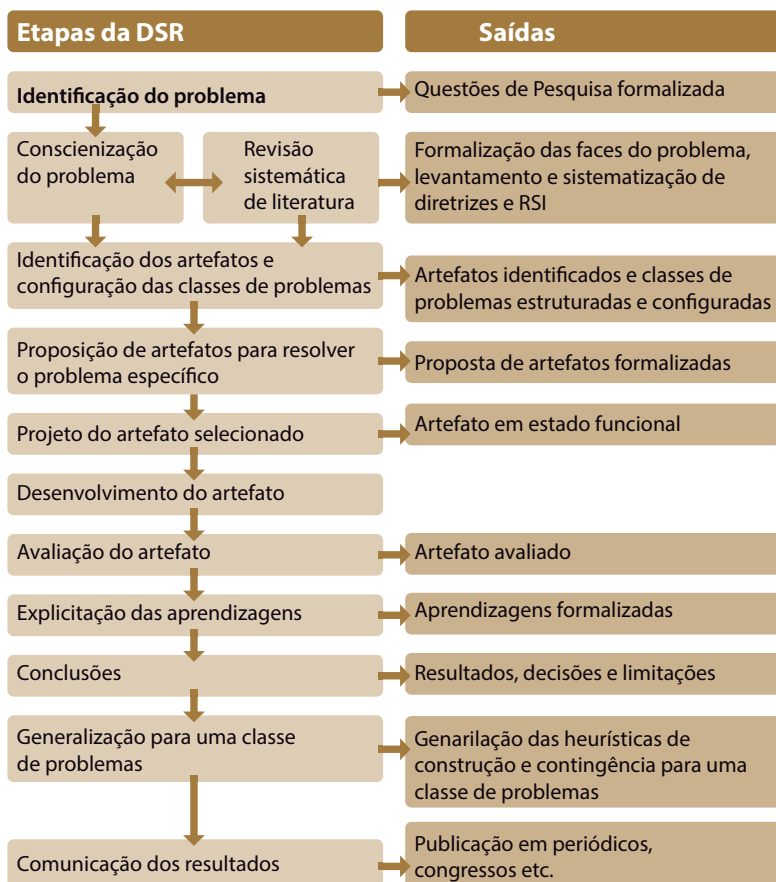 Etapas da DSR
Saídas
Identificação do problema
Questões de Pesquisa formalizada
Conscienização
do problema
Revisão
sistemática
de literatura
Formalização das faces do problema,
levantamento e sistematização de
diretrizes e RSI
Identificação dos artefatos e
configuração das classes de problemas
Artefatos identificados e classes de
problemas estruturadas e configuradas
Proposição de artefatos para resolver
o problema específico
Proposta de artefatos formalizadas
Projeto do artefato selecionado
Artefato em estado funcional
Desenvolvimento do artefato
Avaliação do artefato
Artefato avaliado
Explicitação das aprendizagens
Aprendizagens formalizadas
Conclusões
Resultados, decisões e limitações
Generalização para uma classe
de problemas
Genarilação das heurísticas de
construção e contingência para uma
classe de problemas
Comunicação dos resultados
Publicação em periódicos,
congressos etc.